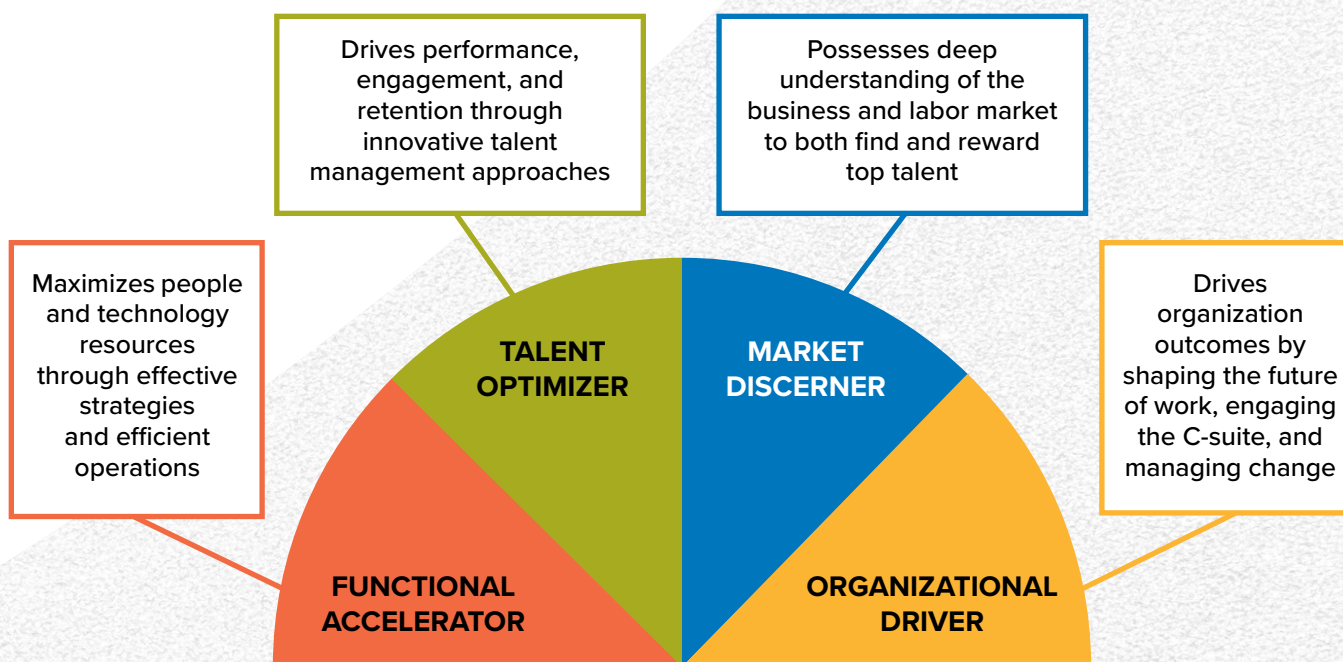 Drives performance,
engagement, and
retention through
innovative talent
management approaches
Possesses deep
understanding of the
business and labor market
to both find and reward
top talent
Maximizes people
and technology
resources
through effective
strategies
and efficient
operations
Drives
organization
outcomes by
shaping the future
of work, engaging
the C-suite, and
managing change
TALENT
OPTIMIZER
MARKET
DISCERNER
FUNCTIONAL
ACCELERATOR
ORGANIZATIONAL
DRIVER